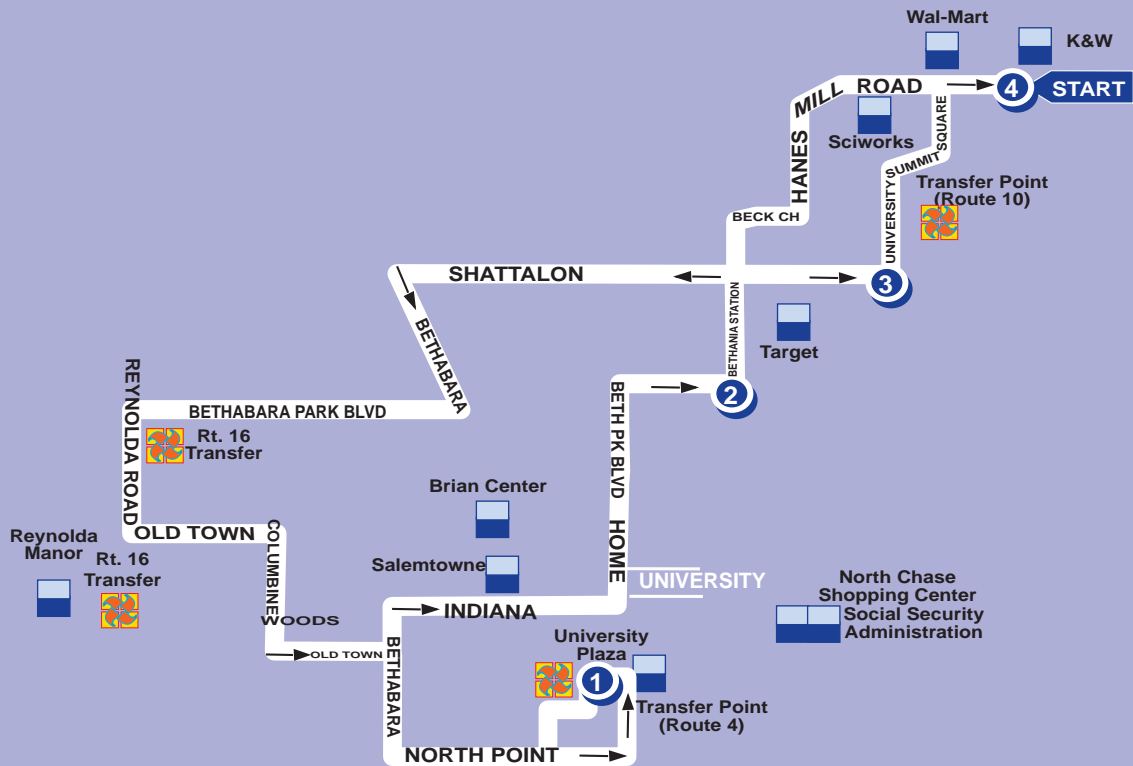 Wal-Mart
K&W
4
START
HANES
MILL
ROAD
Sciworks
SQUARE
SUMMIT
UNIVERSITY
Transfer Point
(Route 10)
BECK CH
SHATTALON
3
BETHANIA STATION
Target
BETHABARA
2
REYNOLDA ROAD
BETHABARA PARK BLVD
Rt. 16
Transfer
BETH PK BLVD
HOME
Brian Center
OLD TOWN
COLUMBINE
WOODS
Reynolda
Manor
Rt. 16
Transfer
Salemtowne
UNIVERSITY
INDIANA
North Chase
Shopping Center
Social Security
Administration
OLD TOWN
BETHABARA
University
Plaza
1
Transfer Point
(Route 4)
NORTH POINT